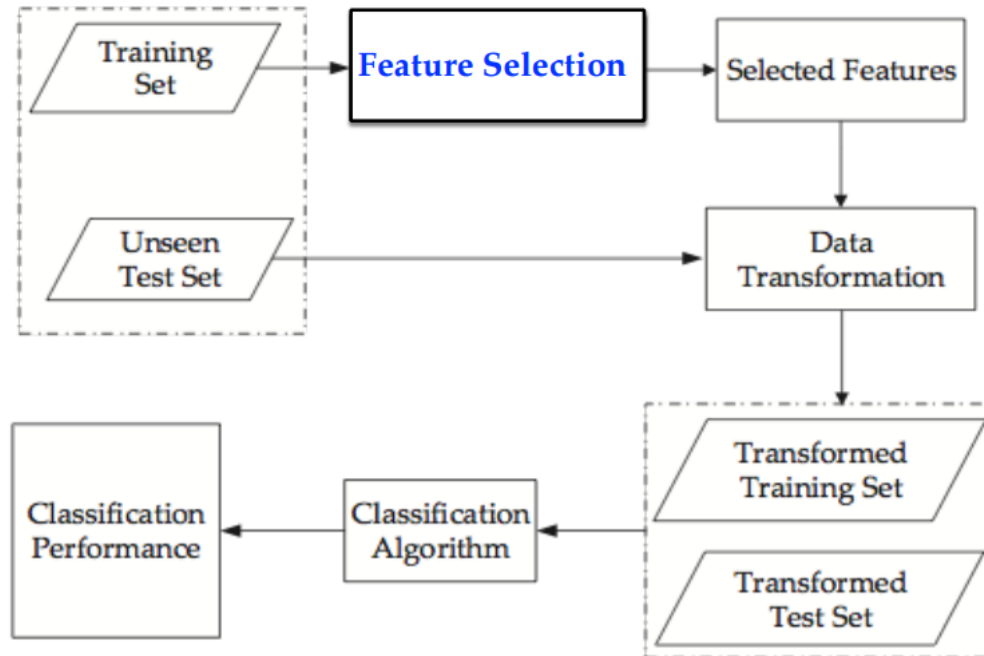 Training
Set
Feature Selection
Selected Features
Unseen
Test Set
Data
Transformation
Transformed
Training Set
Transformed
Test Set
Classification
Algorithm
Classification
Performance